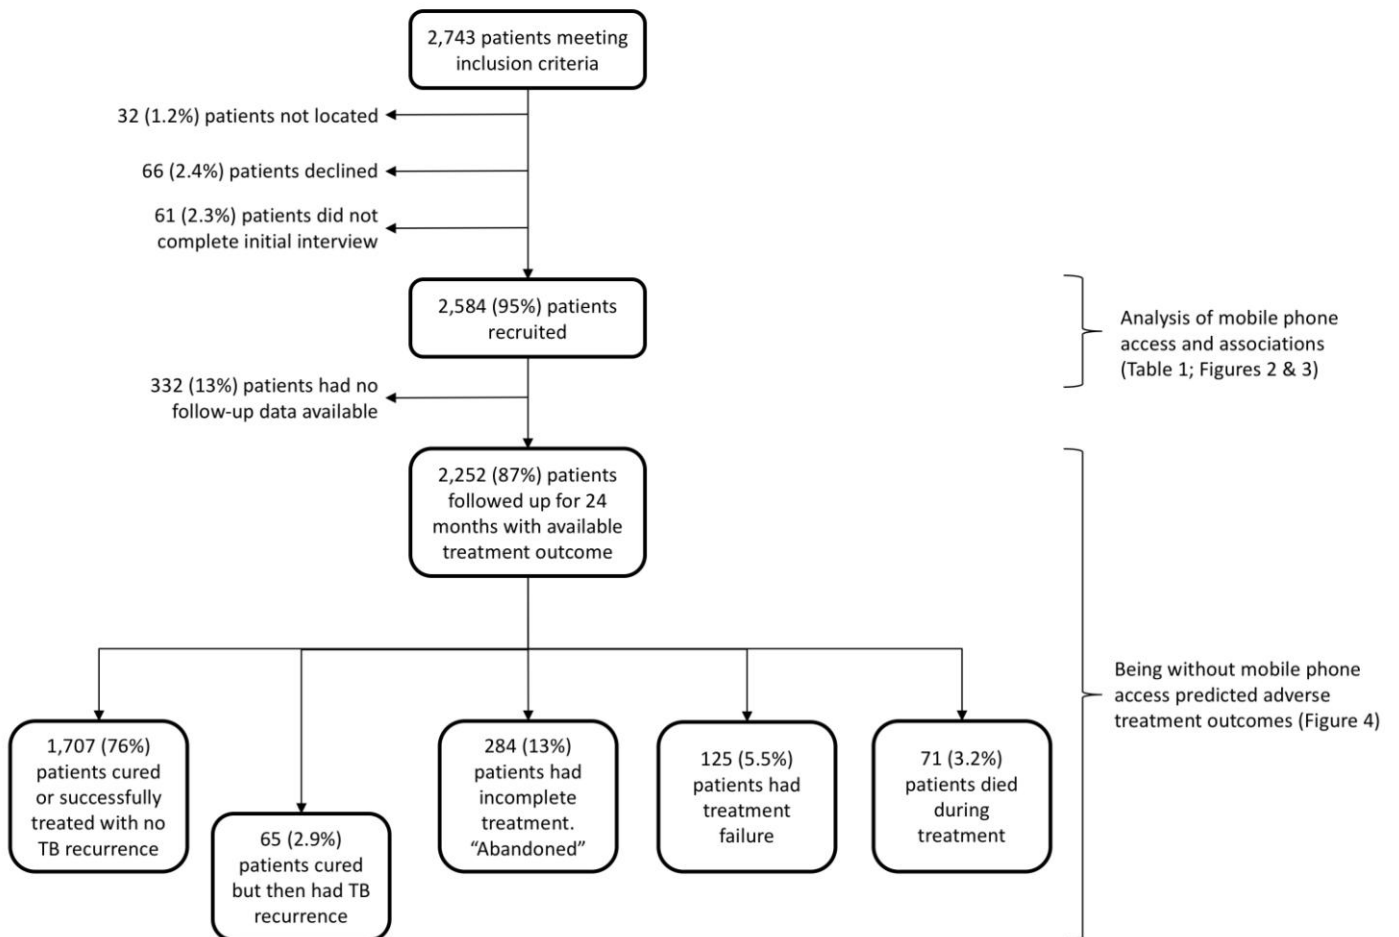 2,743 patients meeting
inclusion criteria
32 (1.2%) patients not located
66 (2.4%) patients declined
61 (2.3%) patients did not
complete initial interview
2,584 (95%) patients
recruited
Analysis of mobile phone
access and associations
(Table 1; Figures 2 & 3)
332 (13%) patients had no
follow-up data available
2,252 (87%) patients
followed up for 24
months with available
treatment outcome
Being without mobile phone
access predicted adverse
treatment outcomes (Figure 4)
1,707 (76%)
patients cured
or successfully
treated with no
TB recurrence
65 (2.9%)
patients cured
but then had TB
recurrence
284 (13%)
patients had
incomplete
treatment.
“Abandoned”
125 (5.5%)
patients had
treatment
failure
71 (3.2%)
patients died
during
treatment